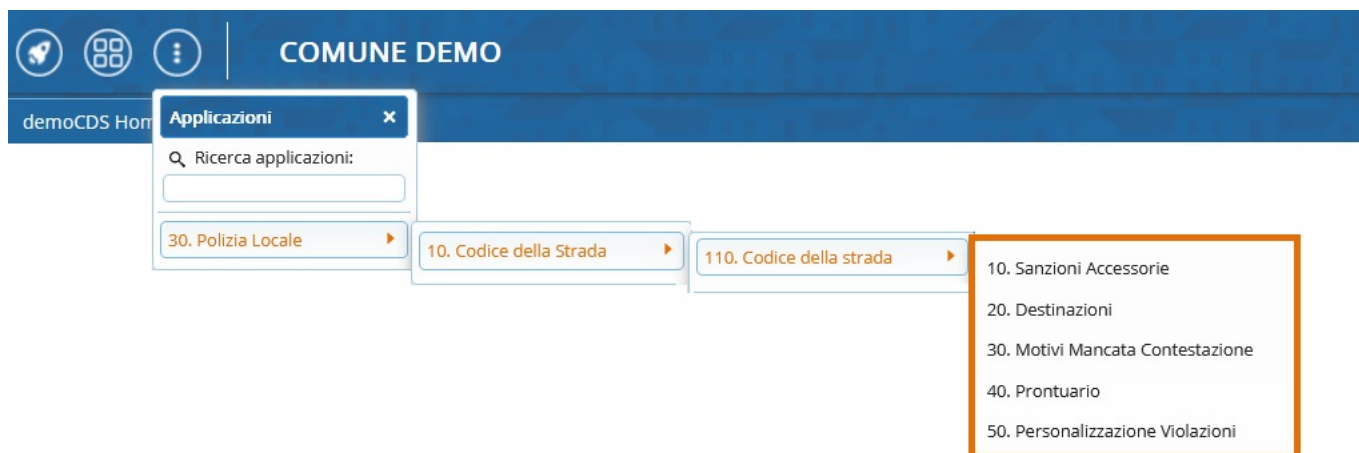 COMUNE DEMO
demoCDS Hom
Applicazioni
Ricerca applicazioni:
30. Polizia Locale
10. Codice della Strada
110. Codice della strada
10. Sanzioni Accessorie
20. Destinazioni
30. Motivi Mancata Contestazione
40. Prontuario
50. Personalizzazione Violazioni